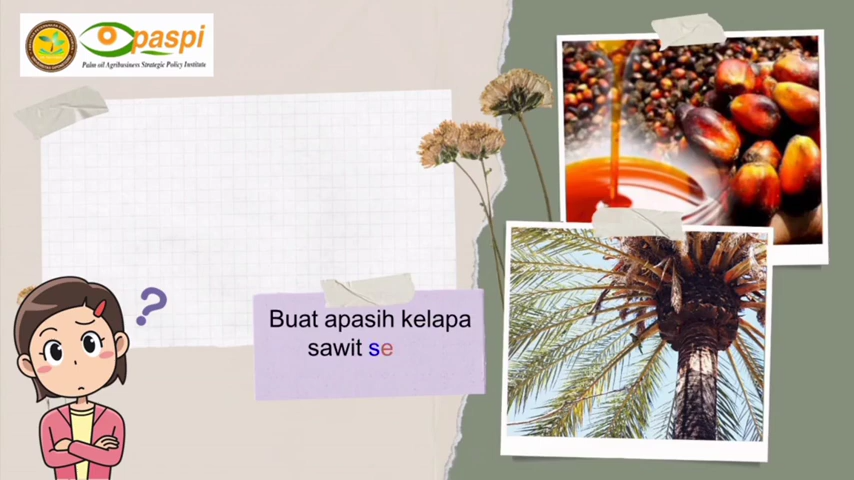 paspi
Palm oil Agribusiness Strategic Policy Institute
Buat apasih kelapa
sawit se
?